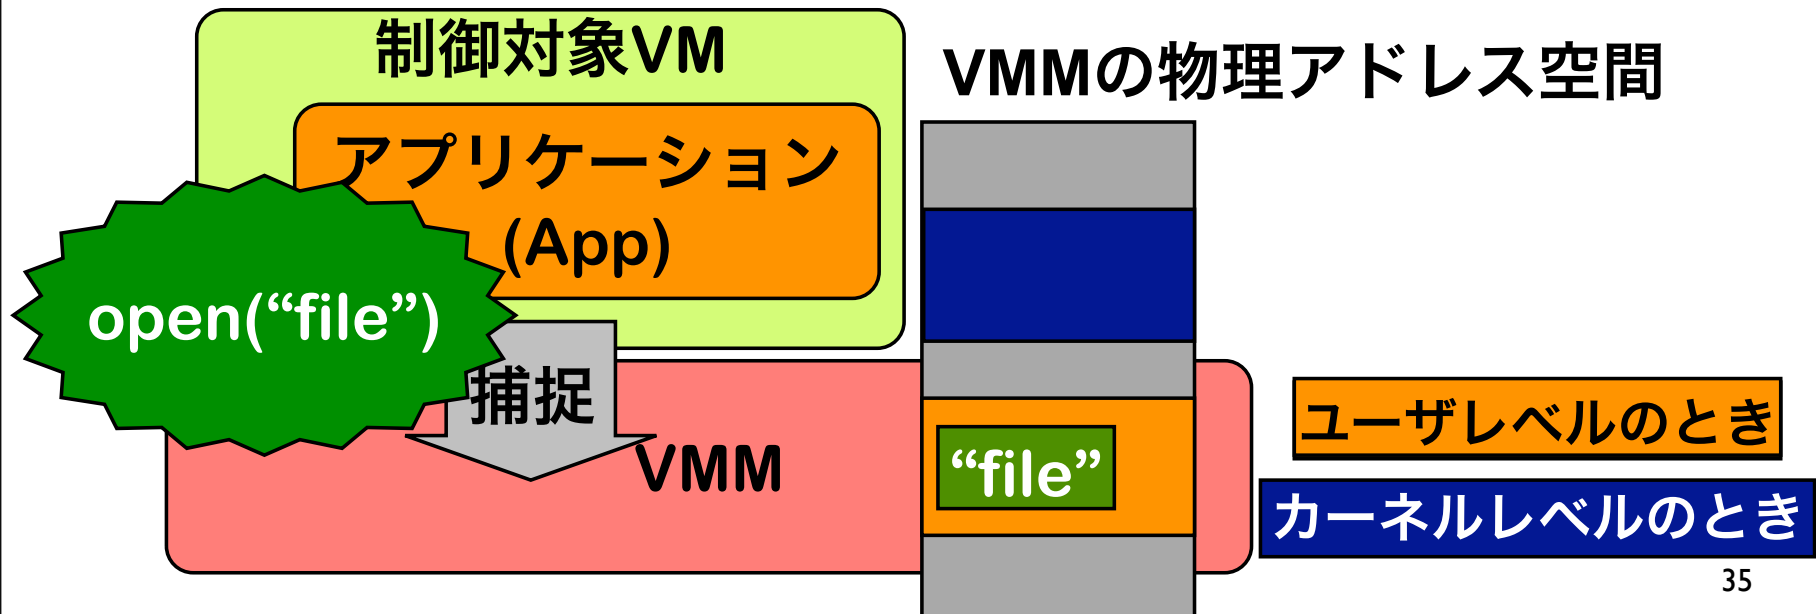 制御対象VM
VMMの物理アドレス空間
アプリケーション
(App)
open(“file”)
捕捉
VMM
“file”
ユーザレベルのとき
カーネルレベルのとき
35